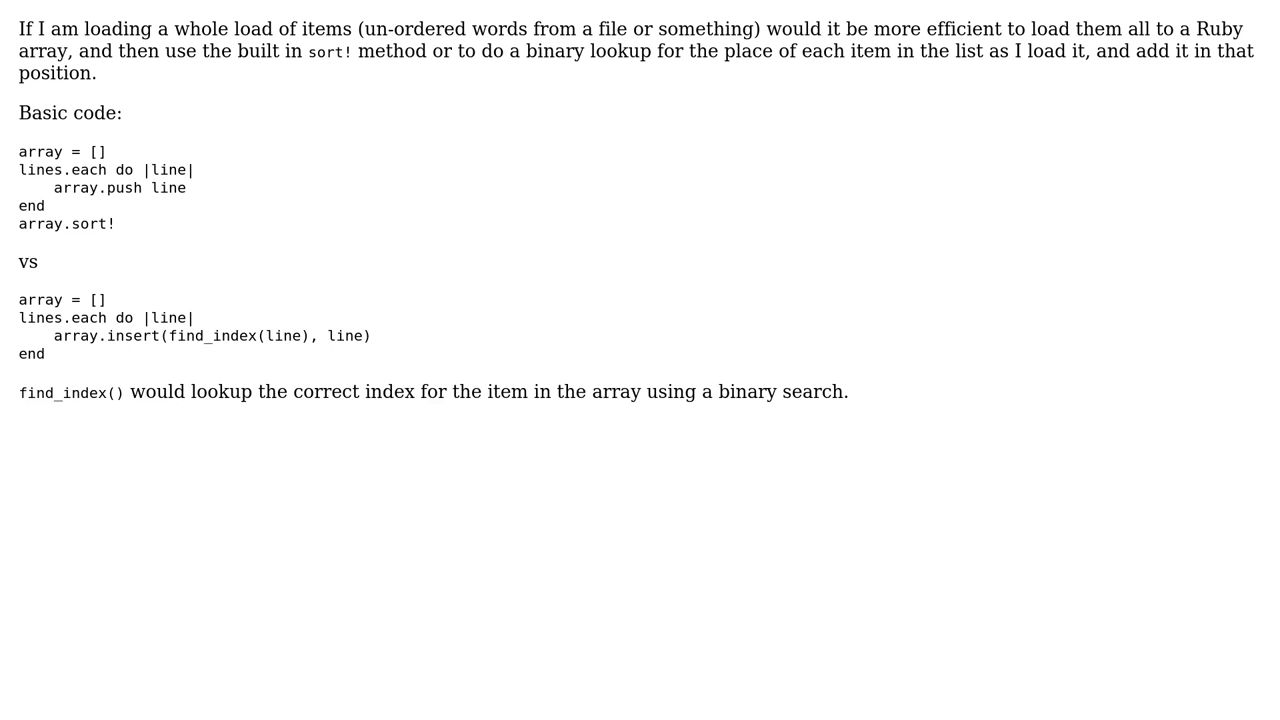 If I am loading a whole load of items (un-ordered words from a file or something) would it be more efficient to load them all to a Ruby
array, and then use the built in sort! method or to do a binary lookup for the place of each item in the list as I load it, and add it in that
position.
Basic code:
array = []
lines.each do |line|
    array.push line
end
array.sort!
vs
array = []
lines.each do |line|
    array.insert(find_index(line), line)
end
find_index() would lookup the correct index for the item in the array using a binary search.